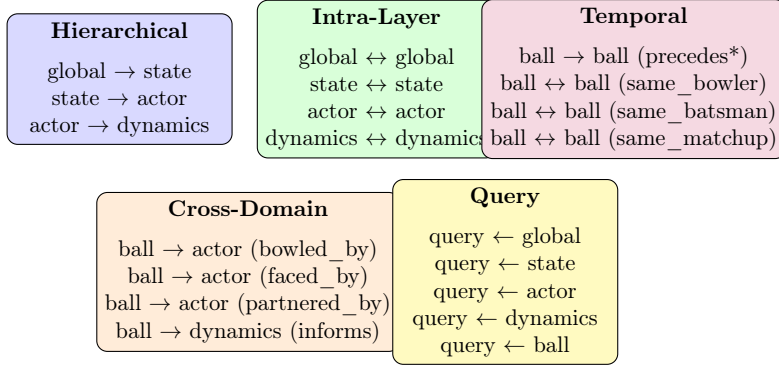 Hierarchical
global → state
state → actor
actor → dynamics
Intra-Layer
global ↔ global
state ↔ state
actor ↔ actor
dynamics ↔ dynamics
Temporal
ball → ball (precedes*)
ball ↔ ball (same_bowler)
ball ↔ ball (same_batsman)
ball ↔ ball (same_matchup)
Cross-Domain
ball → actor (bowled_by)
ball → actor (faced_by)
ball → actor (partnered_by)
ball → dynamics (informs)
Query
query ← global
query ← state
query ← actor
query ← dynamics
query ← ball